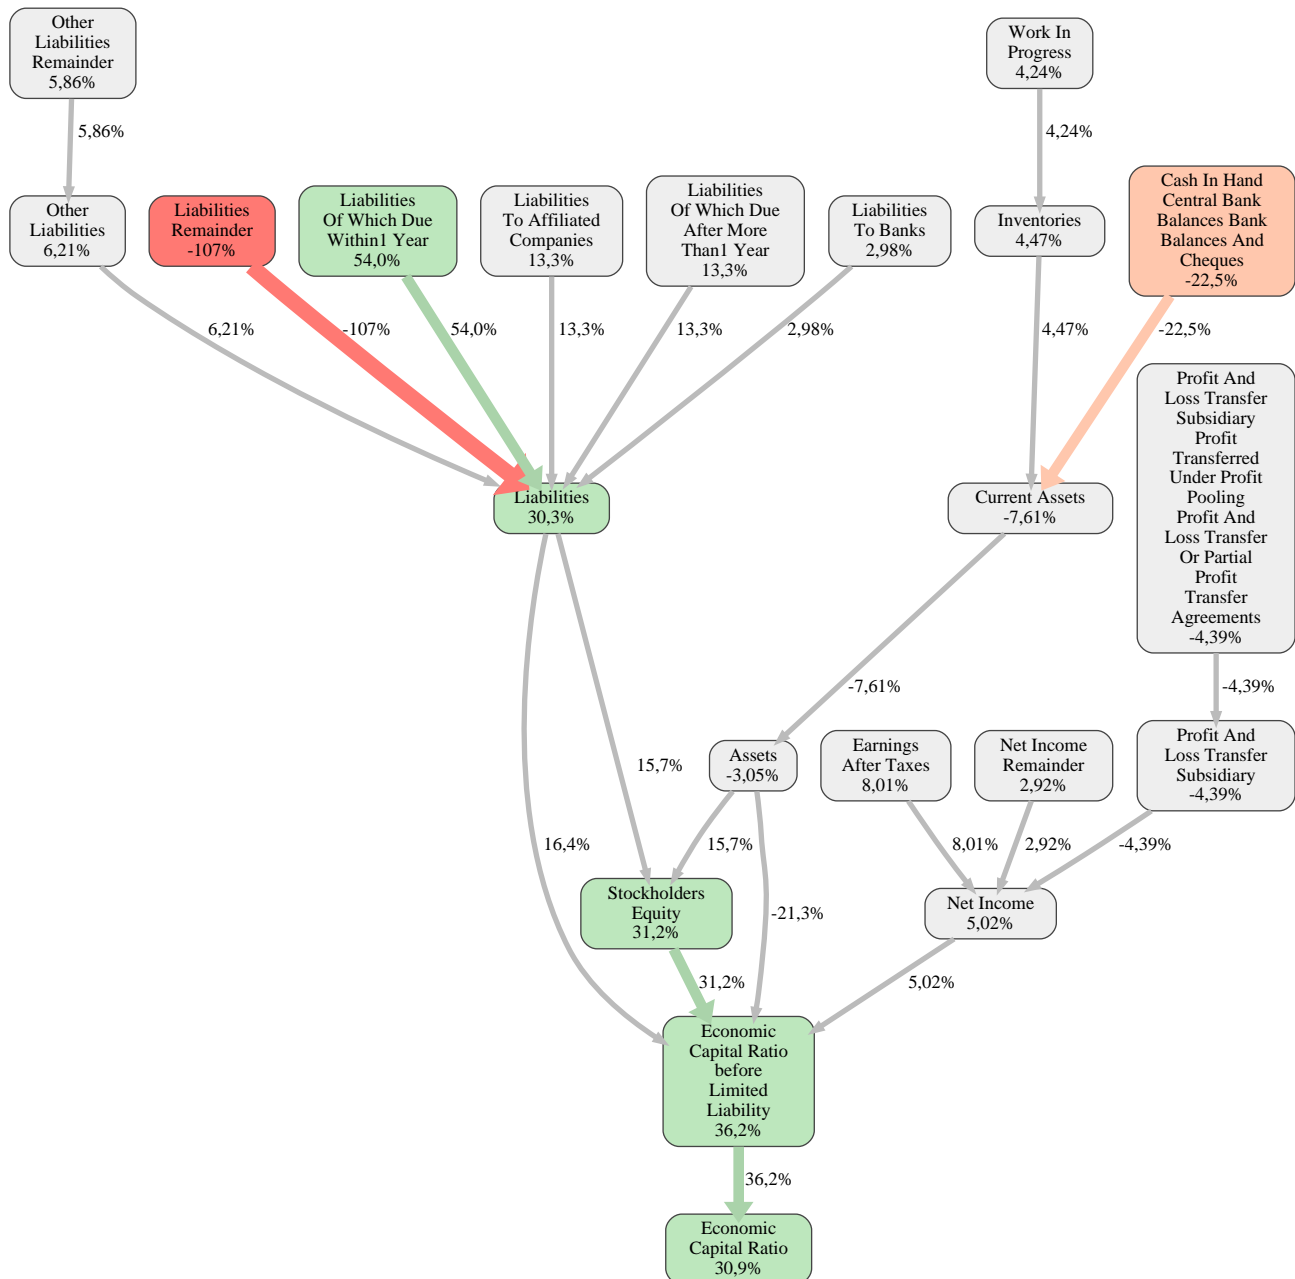 Other
Liabilities
Remainder
5,86%
Work In
Progress
4,24%
5,86%
4,24%
Other
Liabilities
6,21%
Liabilities
Remainder
-107%
Liabilities
Of Which Due
Within1 Year
54,0%
Liabilities
To Affiliated
Companies
13,3%
Liabilities
Of Which Due
After More
Than1 Year
13,3%
Liabilities
To Banks
2,98%
Inventories
4,47%
Cash In Hand
Central Bank
Balances Bank
Balances And
Cheques
-22,5%
6,21%
-107%
54,0%
13,3%
13,3%
2,98%
4,47%
-22,5%
Profit And
Loss Transfer
Subsidiary
Profit
Transferred
Under Profit
Pooling
Profit And
Loss Transfer
Or Partial
Profit
Transfer
Agreements
-4,39%
Liabilities
30,3%
Current Assets
-7,61%
-7,61%
-4,39%
15,7%
Assets
-3,05%
Earnings
After Taxes
8,01%
Net Income
Remainder
2,92%
Profit And
Loss Transfer
Subsidiary
-4,39%
16,4%
15,7%
8,01%
2,92%
-4,39%
Stockholders
Equity
31,2%
-21,3%
Net Income
5,02%
31,2%
5,02%
Economic
Capital Ratio
before
Limited
Liability
36,2%
36,2%
Economic
Capital Ratio
30,9%